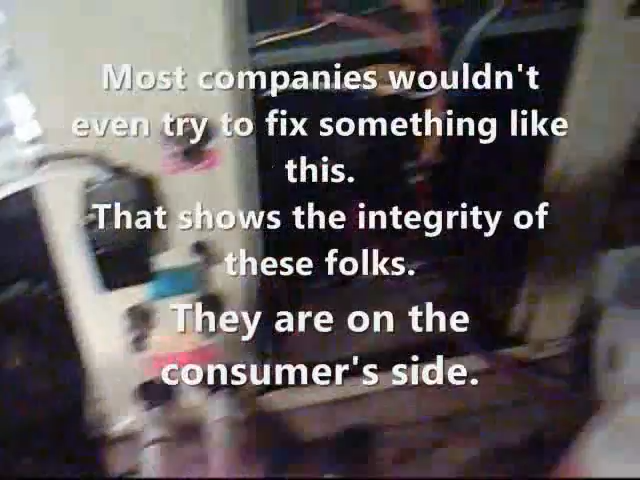 Most companies wouldn't
even try to fix something like
this.
That shows the integrity of
these folks.
They are on the
consumer's side.